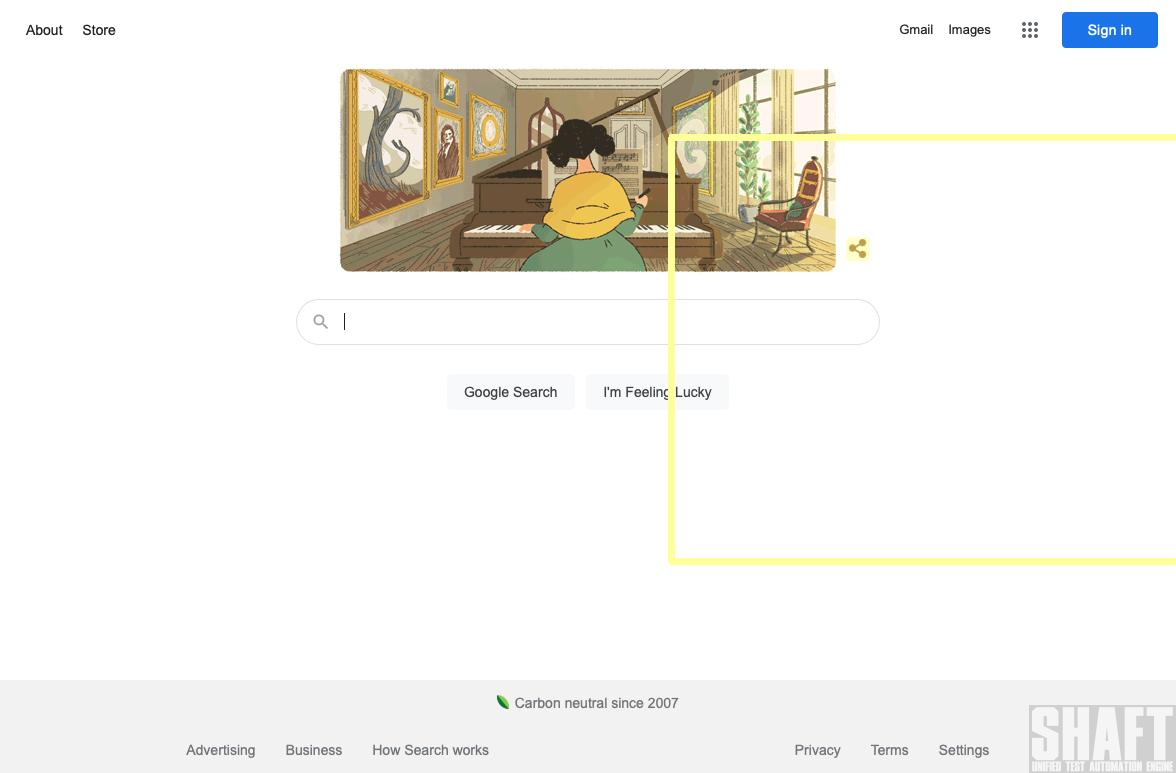 About Store
Gmail Images Sign in
Google Search I'm Feeling Lucky
Carbon neutral since 2007
Advertising Business How Search works
Privacy Terms Settings
SHAFT
UNIFIED TEST AUTOMATION ENGINE